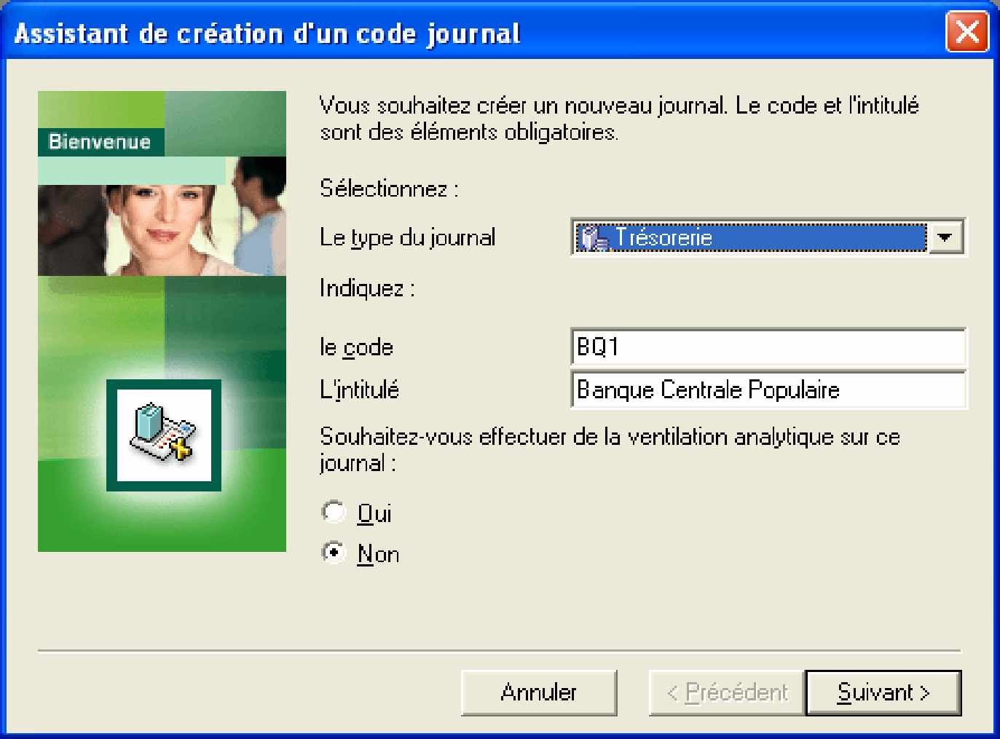 Assistant de création d'un code journal
Bienvenue
Vous souhaitez créer un nouveau journal. Le code et l'intitulé
sont des éléments obligatoires.
Sélectionnez :
Le type du journal
Trésorerie
Indiquez :
le code
BQ1
L'intitulé
Banque Centrale Populaire
Souhaitez-vous effectuer de la ventilation analytique sur ce
journal :
Oui
Non
Annuler
< Précédent
Suivant >